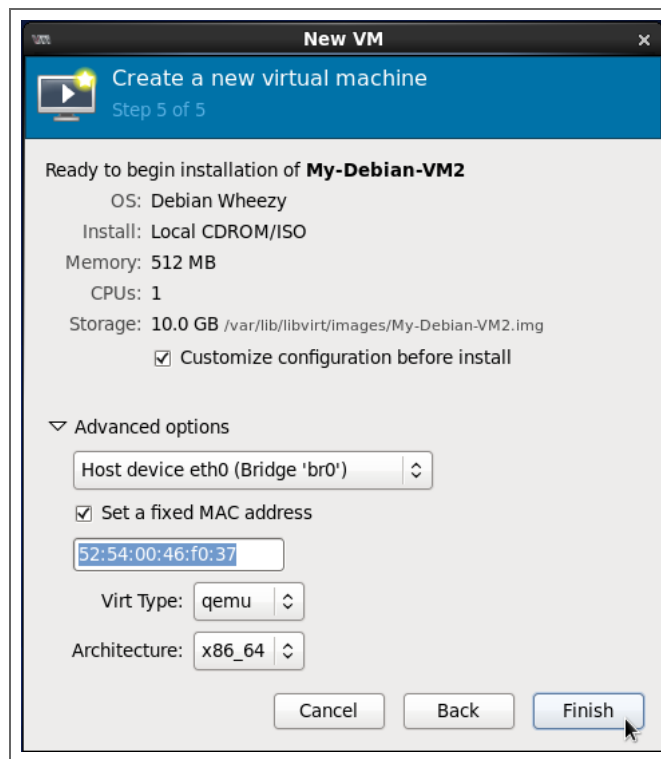 New VM
Create a new virtual machine
Step 5 of 5
Ready to begin installation of My-Debian-VM2
OS: Debian Wheezy
Install: Local CDROM/ISO
Memory: 512 MB
CPUs: 1
Storage: 10.0 GB /var/lib/libvirt/images/My-Debian-VM2.img
Customize configuration before install
Advanced options
Host device eth0 (Bridge 'br0')
Set a fixed MAC address
52:54:00:46:f0:37
Virt Type: qemu
Architecture: x86_64
Cancel Back Finish